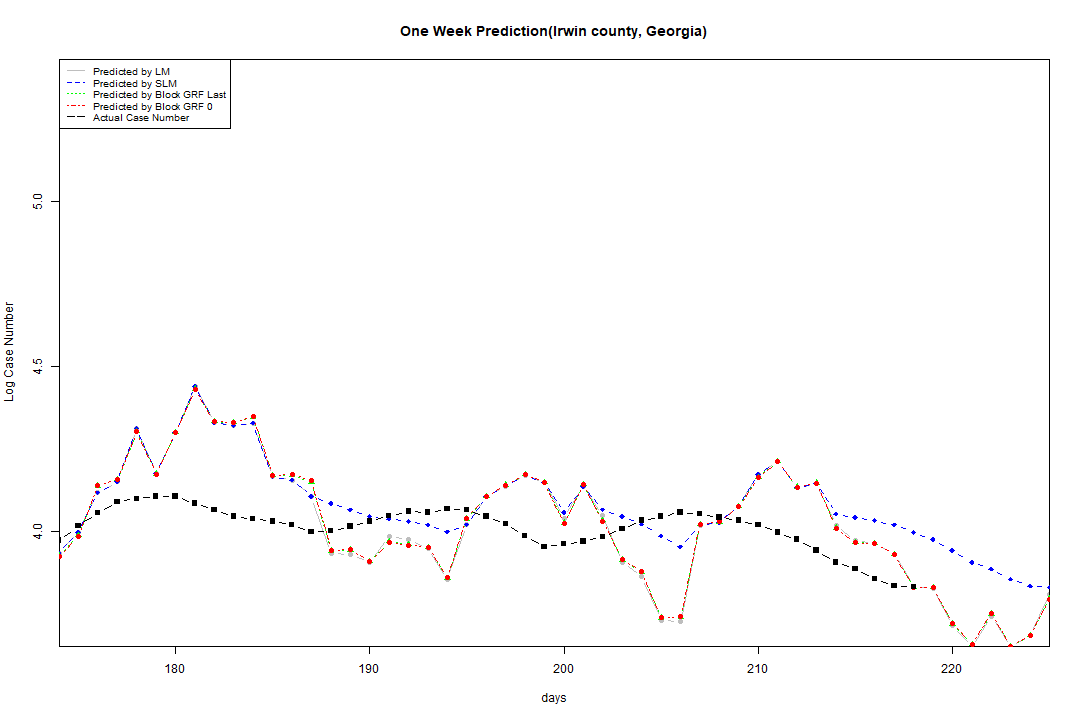 One Week Prediction(Irwin county, Georgia)
Predicted by LM
Predicted by SLM
Predicted by Block GRF Last
Predicted by Block GRF 0
Actual Case Number
Log Case Number
5.0
4.5
4.0
180 190 200 210 220
days